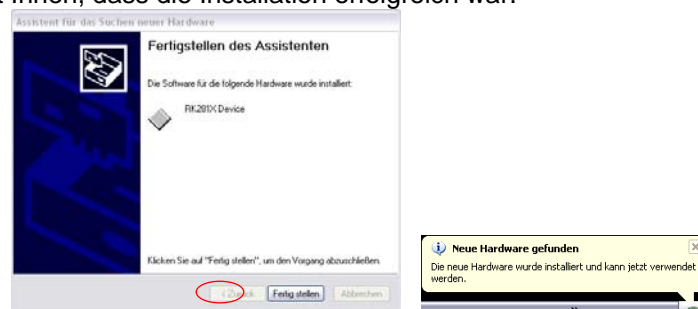 Ihnen, dass die Installation erfolgreich war.
Assistent für das Suchen neuer Hardware
Fertigstellen des Assistenten
Die Software für die folgende Hardware wurde installiert:
RK281X Device
Klicken Sie auf "Fertig stellen", um den Vorgang abzuschließen.
< Zurück
Fertig stellen
Abbrechen
Neue Hardware gefunden
Die neue Hardware wurde installiert und kann jetzt verwendet
werden.